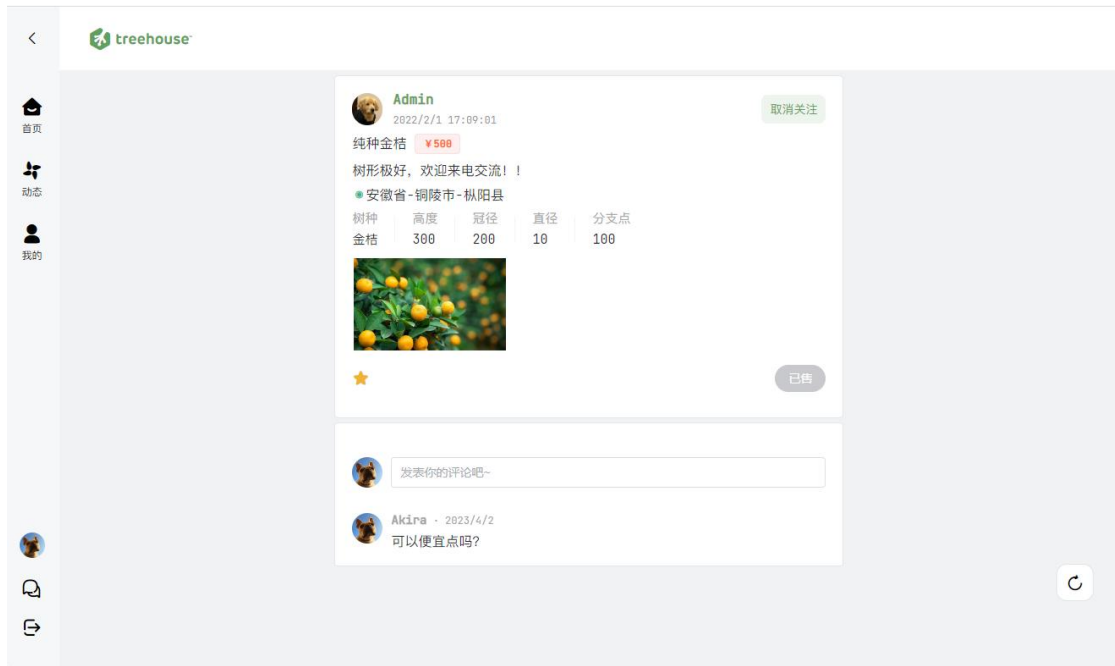 treehouse
首页
动态
我的
Admin
2022/2/1 17:09:01
取消关注
纯种金桔 ¥500
树形极好，欢迎来电交流！！
安徽省-铜陵市-枞阳县
树种 高度 冠径 直径 分支点
金桔 300 200 10 100
已售
发表你的评论吧~
Akira · 2023/4/2
可以便宜点吗?